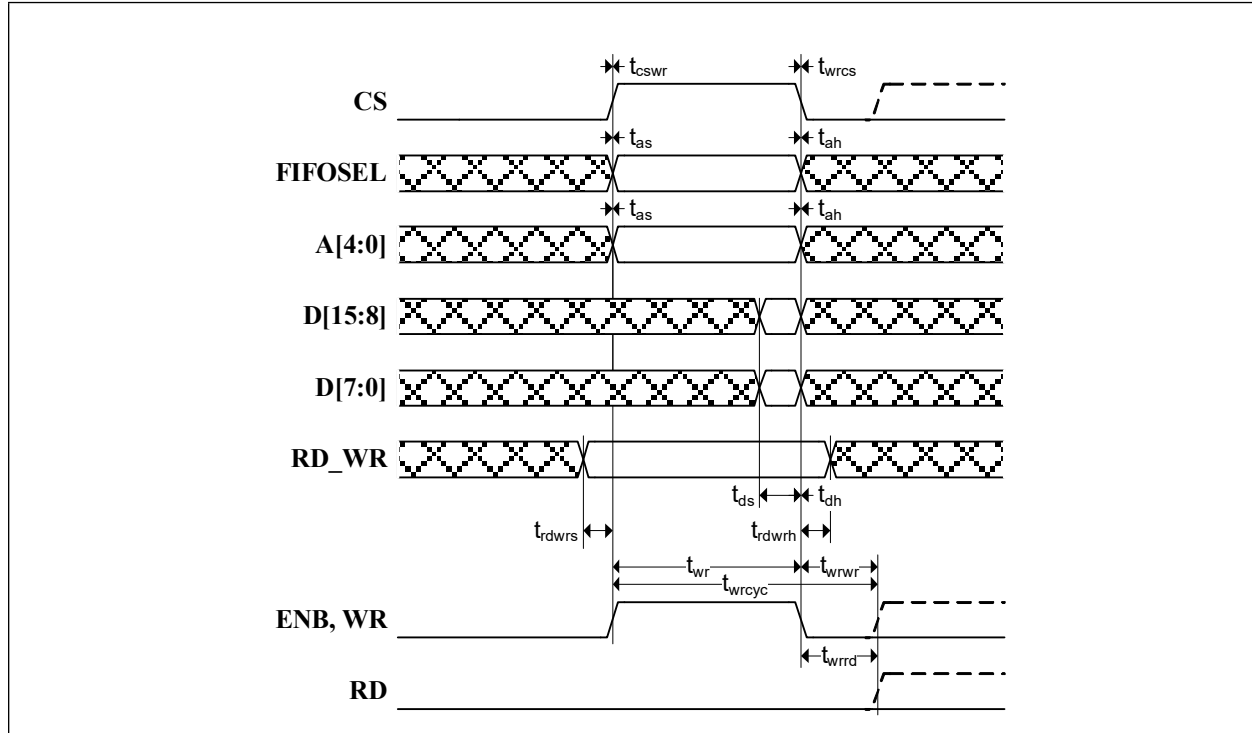 t_cswr t_wrcs
CS
t_as t_ah
FIFOSEL
t_as t_ah
A[4:0]
D[15:8]
D[7:0]
RD_WR
t_ds t_dh
t_rdwrs t_rdwrh
t_wr t_wrwr
t_wrcyc
ENB, WR
t_wrrd
RD